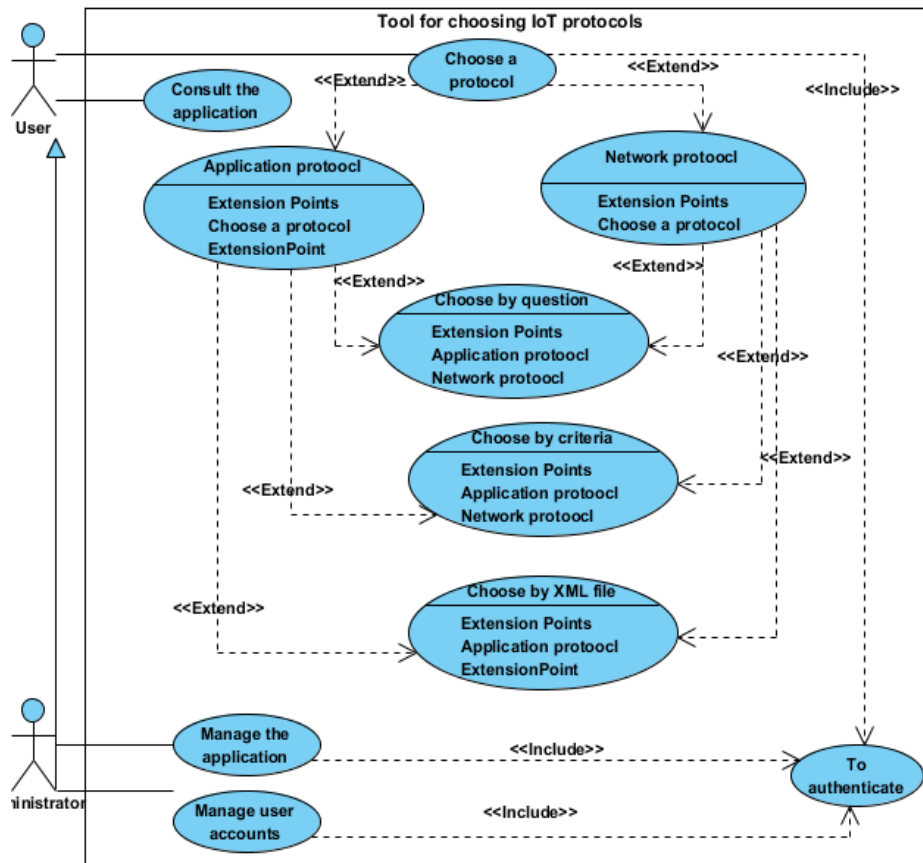 Tool for choosing IoT protocols
Choose a
protocol
<<Extend>>
<<Extend>>
<<Include>>
Consult the
application
User
Application protoocl
Extension Points
Choose a protocol
ExtensionPoint
Network protoocl
Extension Points
Choose a protocol
<<Extend>>
<<Extend>>
Choose by question
Extension Points
Application protoocl
Network protoocl
<<Extend>>
Choose by criteria
Extension Points
Application protoocl
Network protoocl
<<Extend>>
<<Extend>>
Choose by XML file
Extension Points
Application protoocl
ExtensionPoint
<<Extend>>
Manage the
application
<<Include>>
To
authenticate
ninistrator
Manage user
accounts
<<Include>>